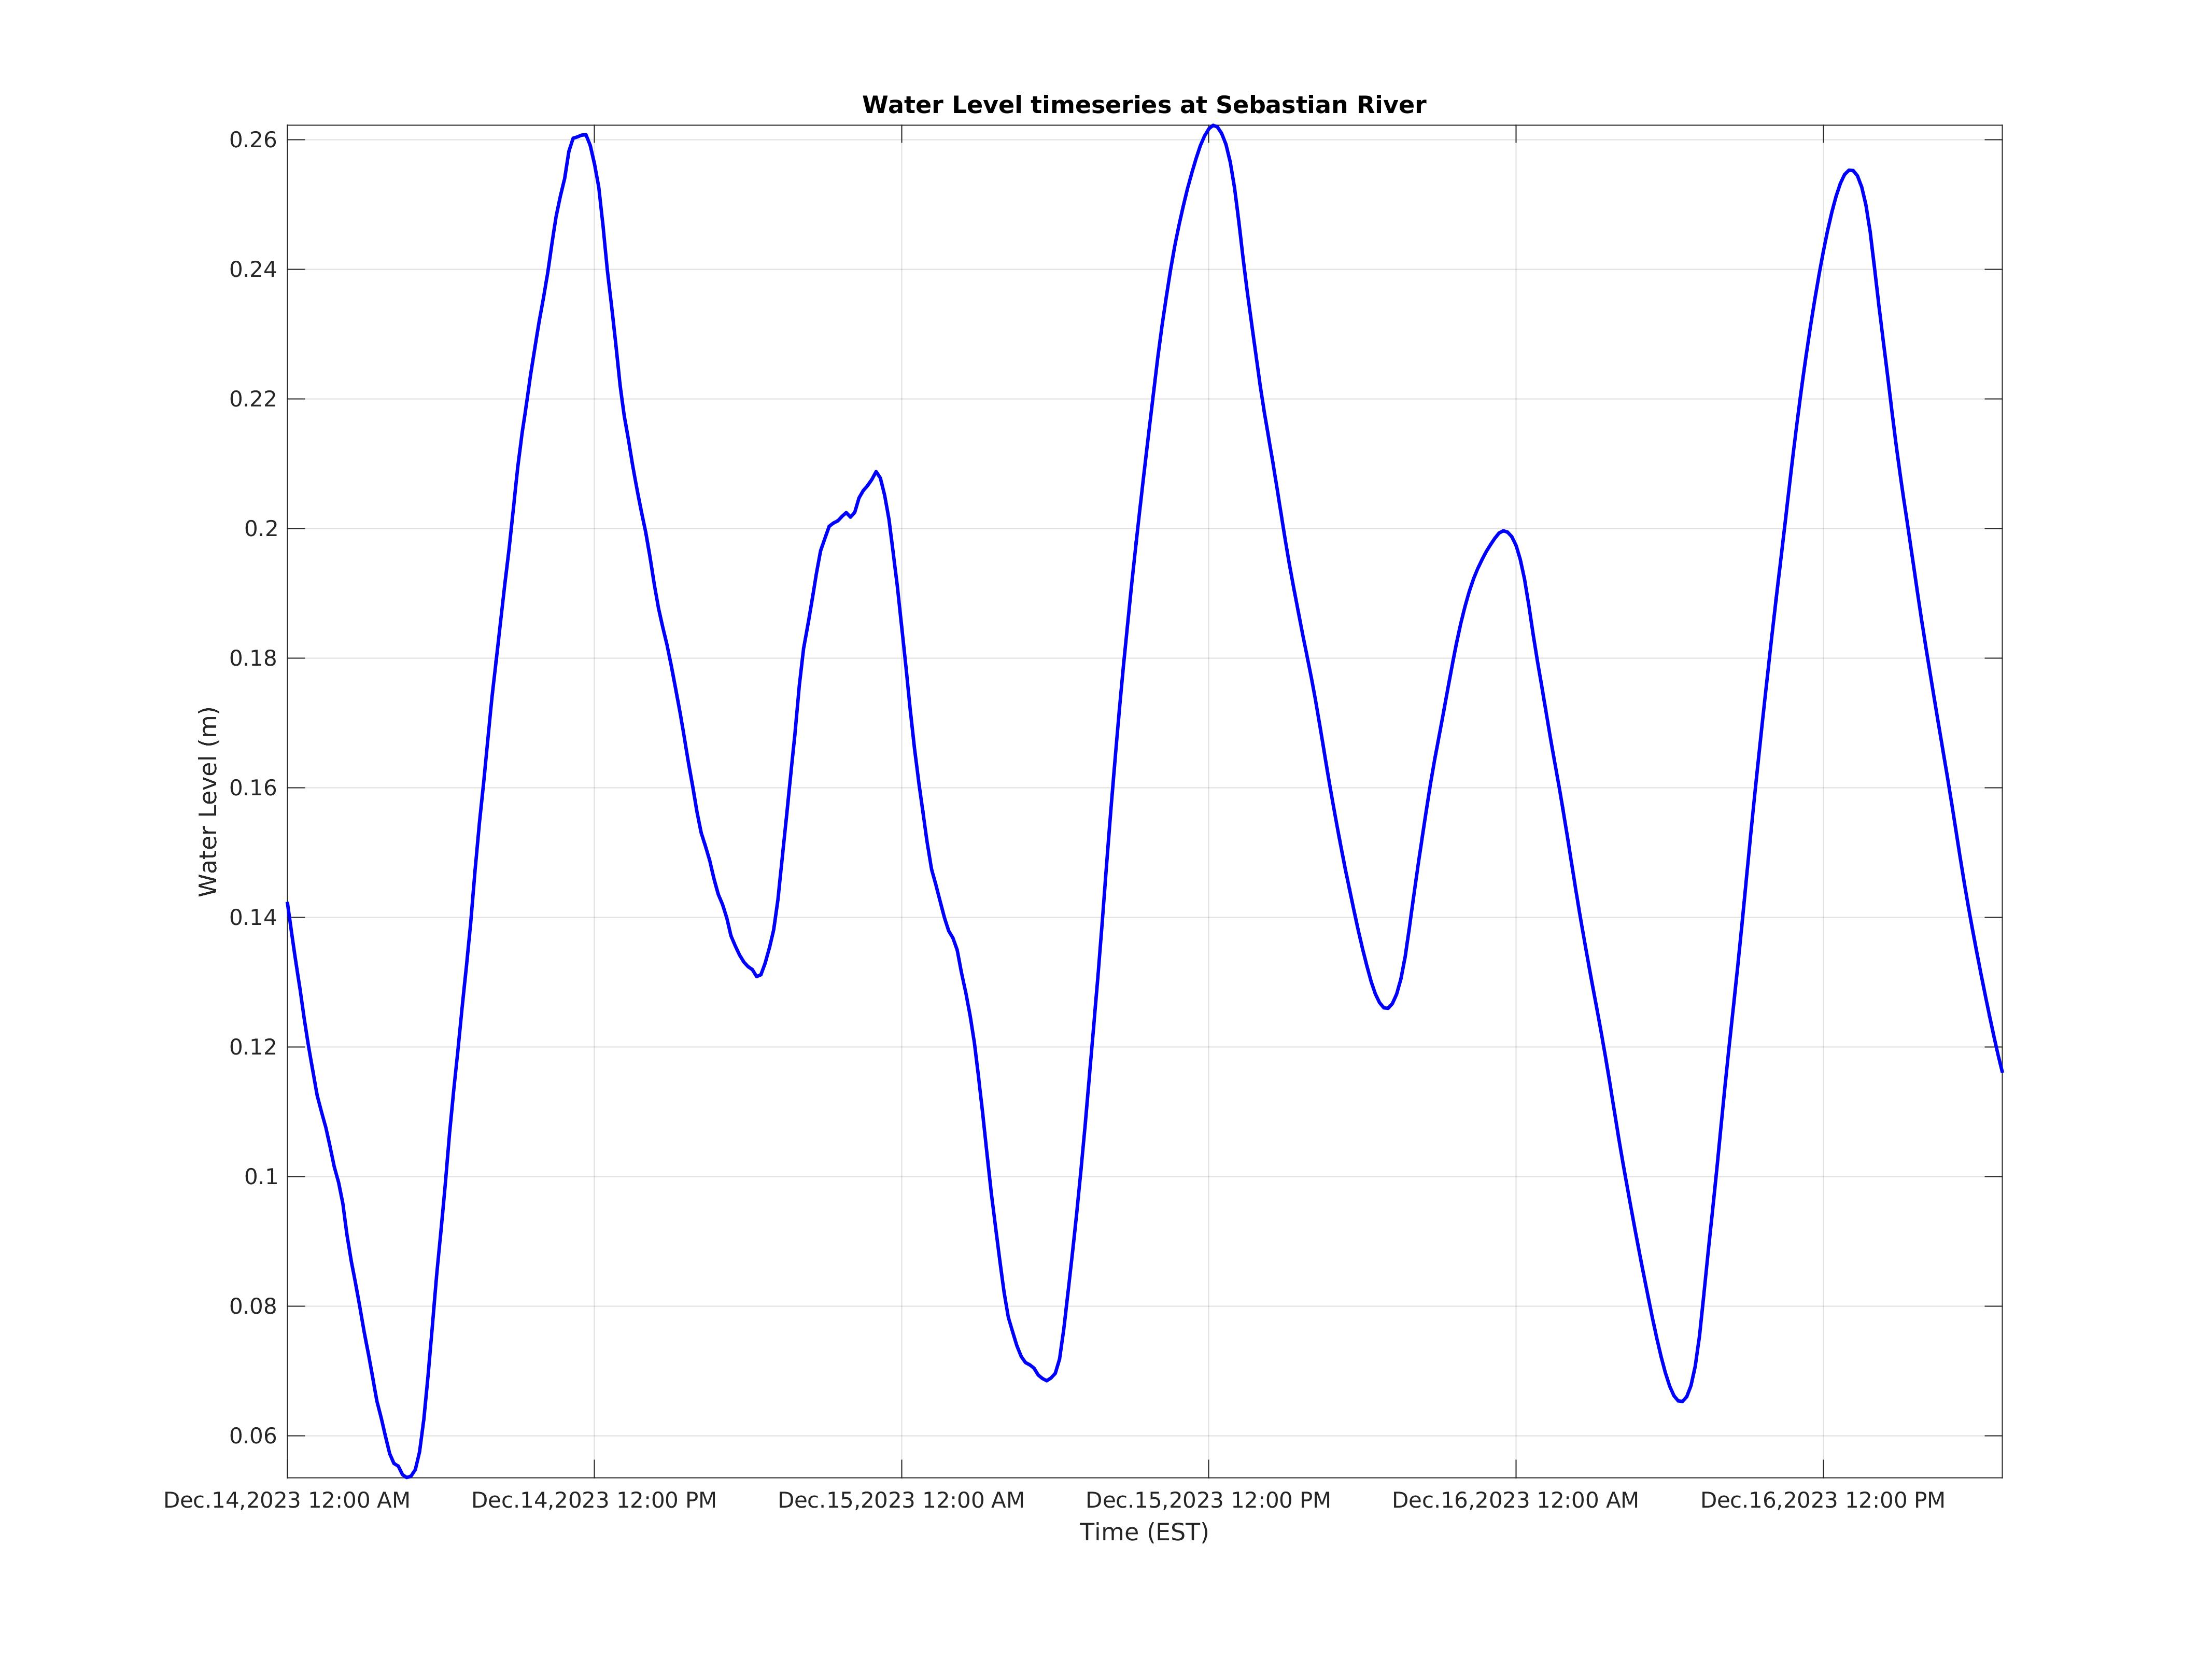 Water Level timeseries at Sebastian River
0.26
0.24
0.22
0.2
0.18
0.16
0.14
0.12
0.1
0.08
0.06
Water Level (m)
Dec.14,2023 12:00 AM
Dec.14,2023 12:00 PM
Dec.15,2023 12:00 AM
Dec.15,2023 12:00 PM
Dec.16,2023 12:00 AM
Dec.16,2023 12:00 PM
Time (EST)